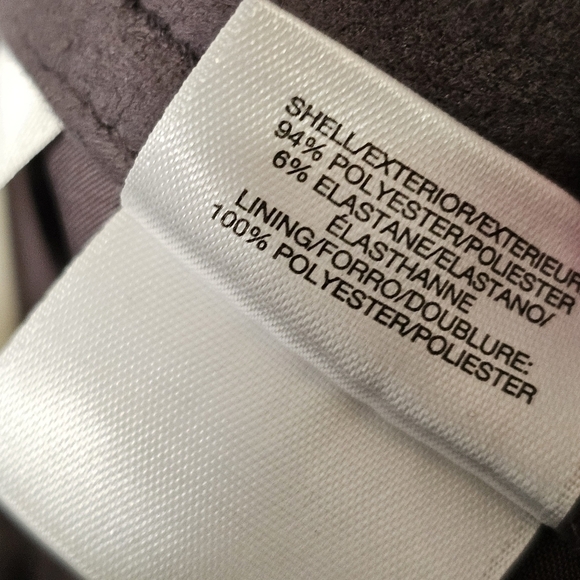 SHELL/EXTERIOR/EXTERIEUR
94% POLYESTER/POLIESTER
6% ELASTANE/ELASTANO/
ÉLASTHANNE
LINING/FORRO/DOUBLURE:
100% POLYESTER/POLIESTER